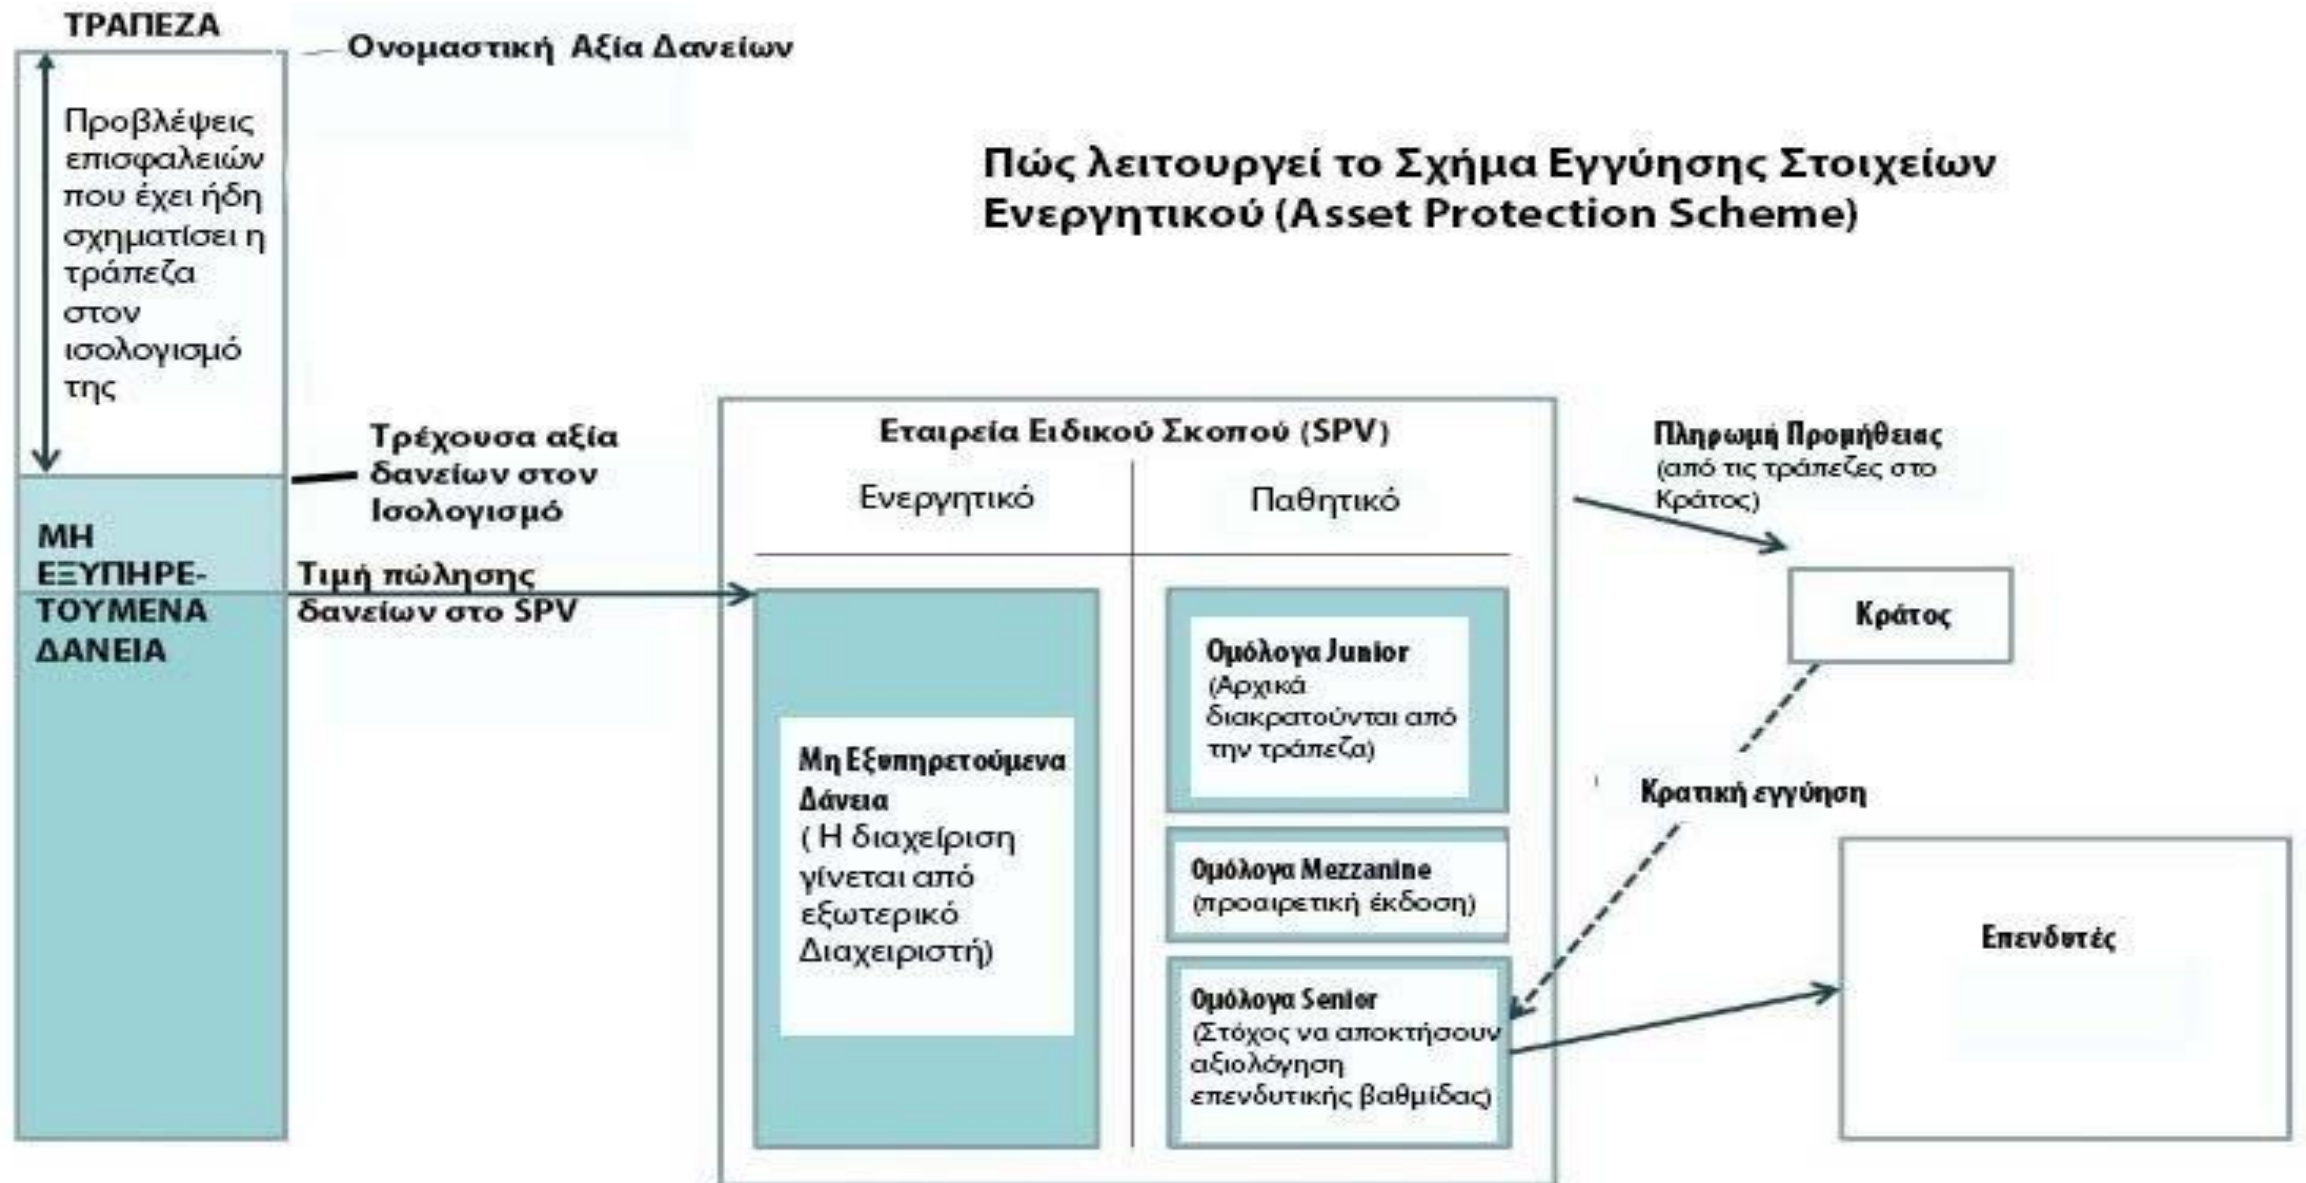 ΤΡΑΠΕΖΑ
Ονομαστική Αξία Δανείων
Προβλέψεις
επισφαλειών
που έχει ήδη
σχηματίσει η
τράπεζα
στον
ισολογισμό
της
Πώς λειτουργεί το Σχήμα Εγγύησης Στοιχείων
Ενεργητικού (Asset Protection Scheme)
Τρέχουσα αξία
δανείων στον
Ισολογισμό
ΜΗ
ΕΞΥΠΗΡΕ-
ΤΟΥΜΕΝΑ
ΔΑΝΕΙΑ
Τιμή πώλησης
δανείων στο SPV
Εταιρεία Ειδικού Σκοπού (SPV)
Ενεργητικό
Παθητικό
Μη Εξυπηρετούμενα
Δάνεια
( Η διαχείριση
γίνεται από
εξωτερικό
Διαχειριστή)
Ομόλογα Junior
(Αρχικά
διακρατούνται από
την τράπεζα)
Ομόλογα Mezzanine
(προαιρετική έκδοση)
Ομόλογα Senior
(Στόχος να αποκτήσουν
αξιολόγηση
επενδυτικής βαθμίδας)
Πληρωμή Προμήθειας
(από τις τράπεζες στο
Κράτος)
Κράτος
Κρατική εγγύηση
Επενδυτές